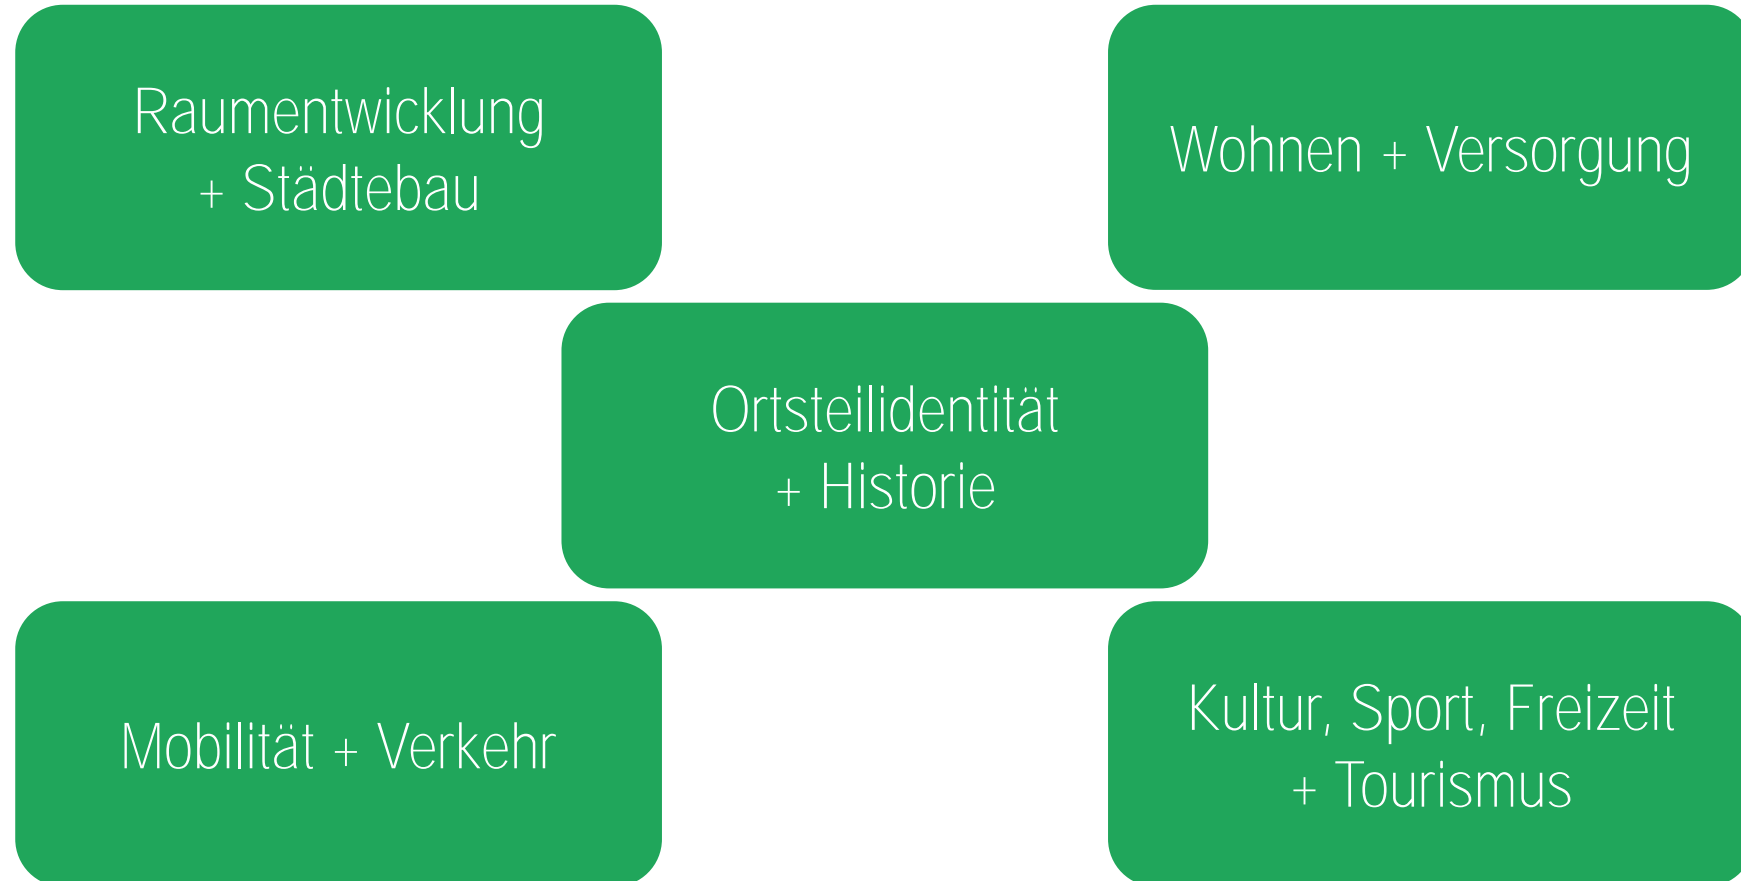 Raumentwicklung
+ Städtebau
Wohnen + Versorgung
Ortsteilidentität
+ Historie
Mobilität + Verkehr
Kultur, Sport, Freizeit
+ Tourismus